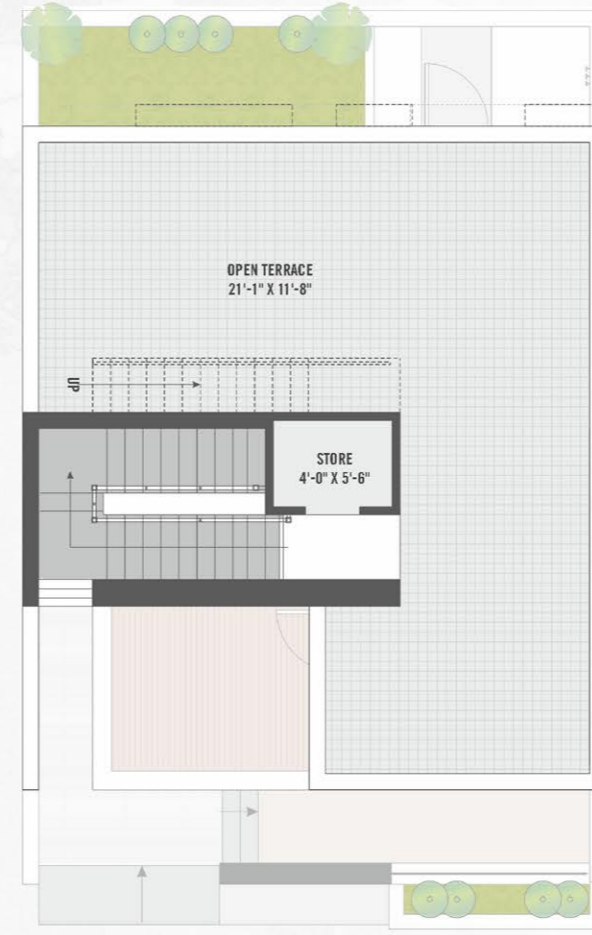 OPEN TERRACE
21'-1" X 11'-8"
UP
STORE
4'-0" X 5'-6"